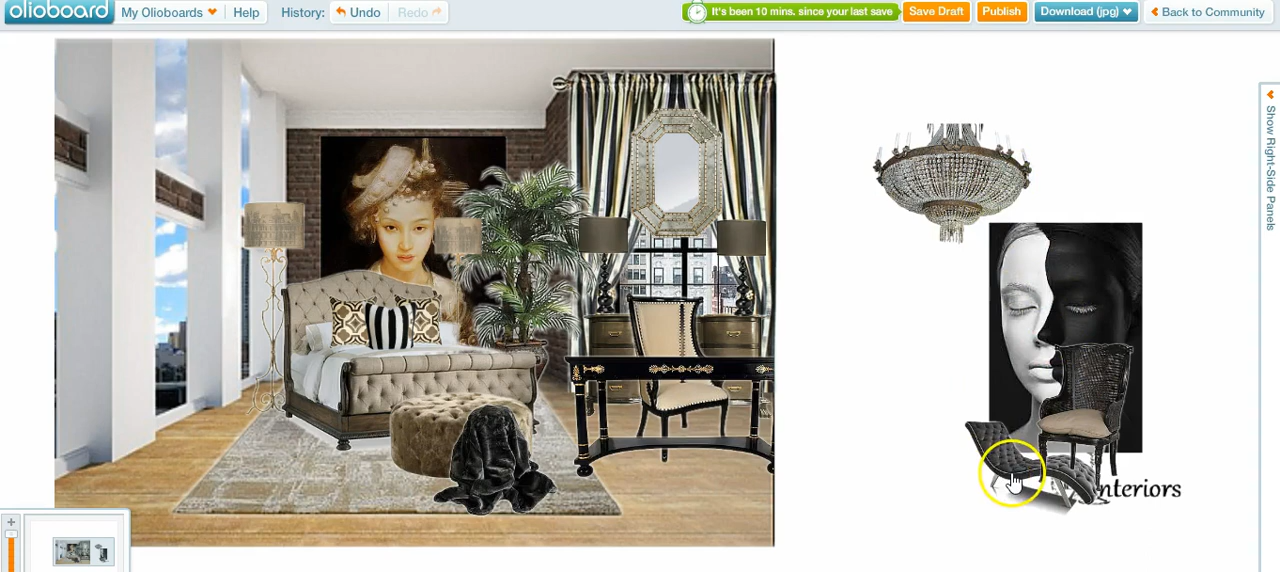 olioboard
My Olioboards
Help
History:
Undo
Redo
It's been 10 mins. since your last save
Save Draft
Publish
Download (jpg)
Back to Community
Show Right-Side Panels
nteriors